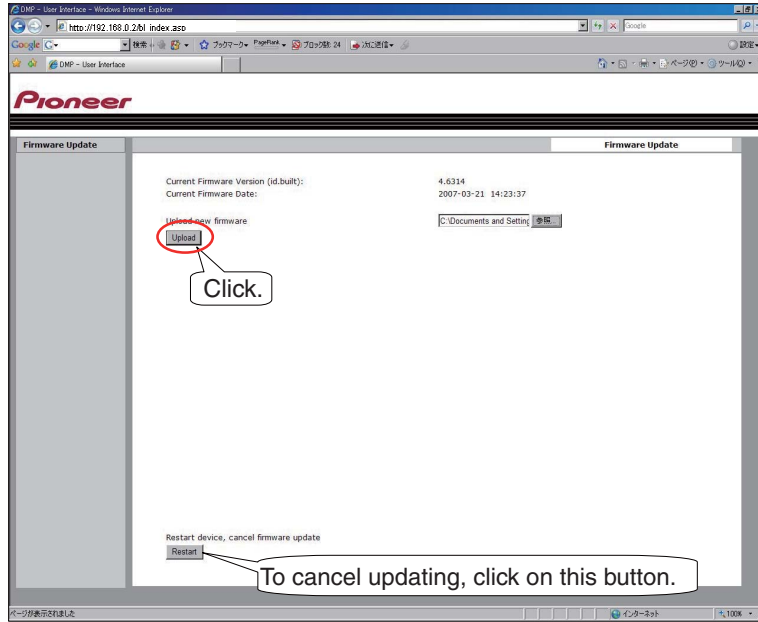 DMP - User Interface - Windows Internet Explorer
http://192.168.0.2/bl_index.asp
Google
Google G 検索 ブックマーク PageRank ブロック数: 24 次に送信 設定
DMP - User Interface
ページ(P) ツール(O)
Pioneer
Firmware Update
Firmware Update
Current Firmware Version (id.built): 4.6314
Current Firmware Date: 2007-03-21 14:23:37
Upload new firmware C:\Documents and Setting 参照...
Upload
Click.
Restart device, cancel firmware update
Restart
To cancel updating, click on this button.
ページが表示されました
インターネット 100%